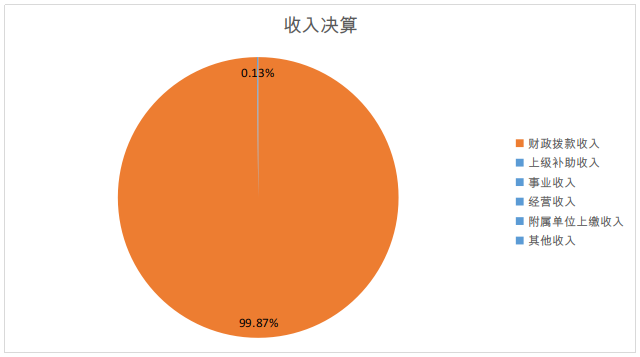 收入决算
0.13%
财政拨款收入
上级补助收入
事业收入
经营收入
附属单位上缴收入
其他收入
99.87%